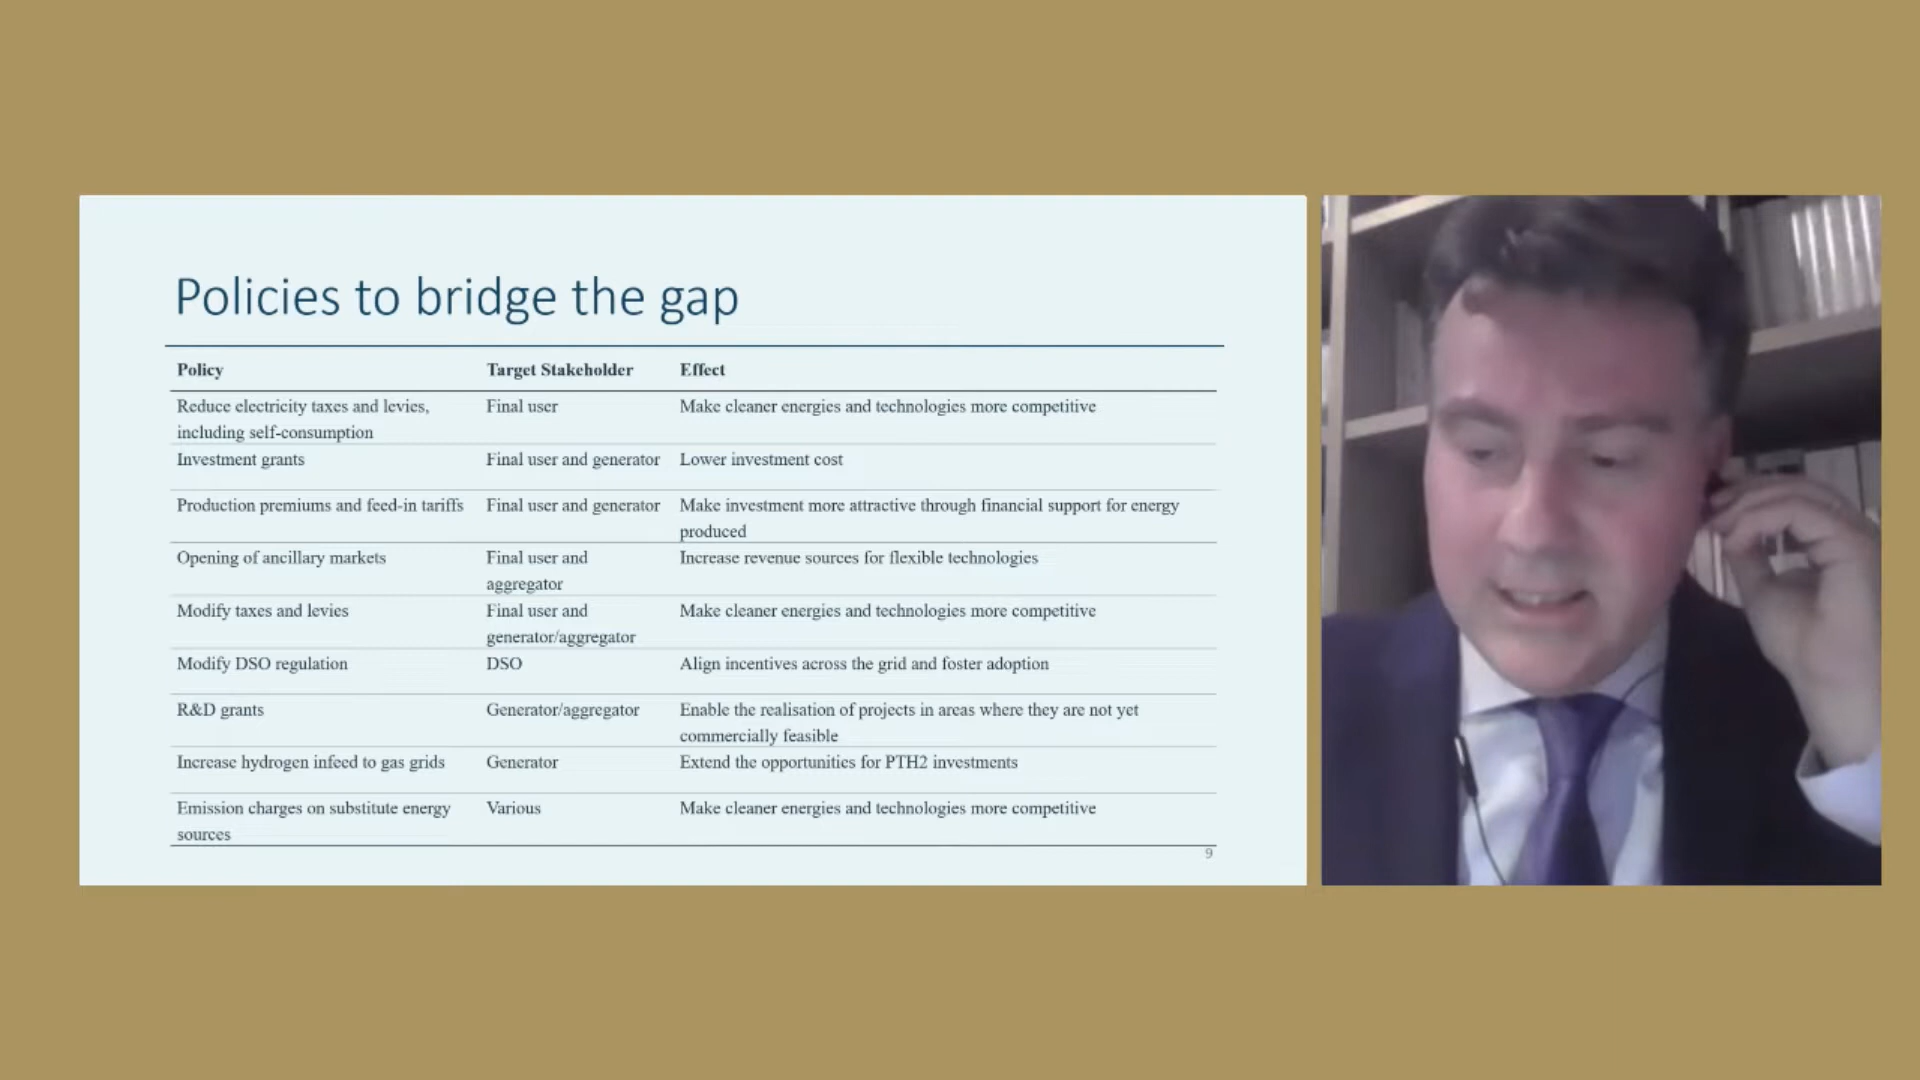 Policies to bridge the gap
Policy Target Stakeholder Effect
Reduce electricity taxes and levies, Final user Make cleaner energies and technologies more competitive
including self-consumption
Investment grants Final user and generator Lower investment cost
Production premiums and feed-in tariffs Final user and generator Make investment more attractive through financial support for energy
produced
Opening of ancillary markets Final user and Increase revenue sources for flexible technologies
aggregator
Modify taxes and levies Final user and Make cleaner energies and technologies more competitive
generator/aggregator
Modify DSO regulation DSO Align incentives across the grid and foster adoption
R&D grants Generator/aggregator Enable the realisation of projects in areas where they are not yet
commercially feasible
Increase hydrogen infeed to gas grids Generator Extend the opportunities for PTH2 investments
Emission charges on substitute energy Various Make cleaner energies and technologies more competitive
sources
9